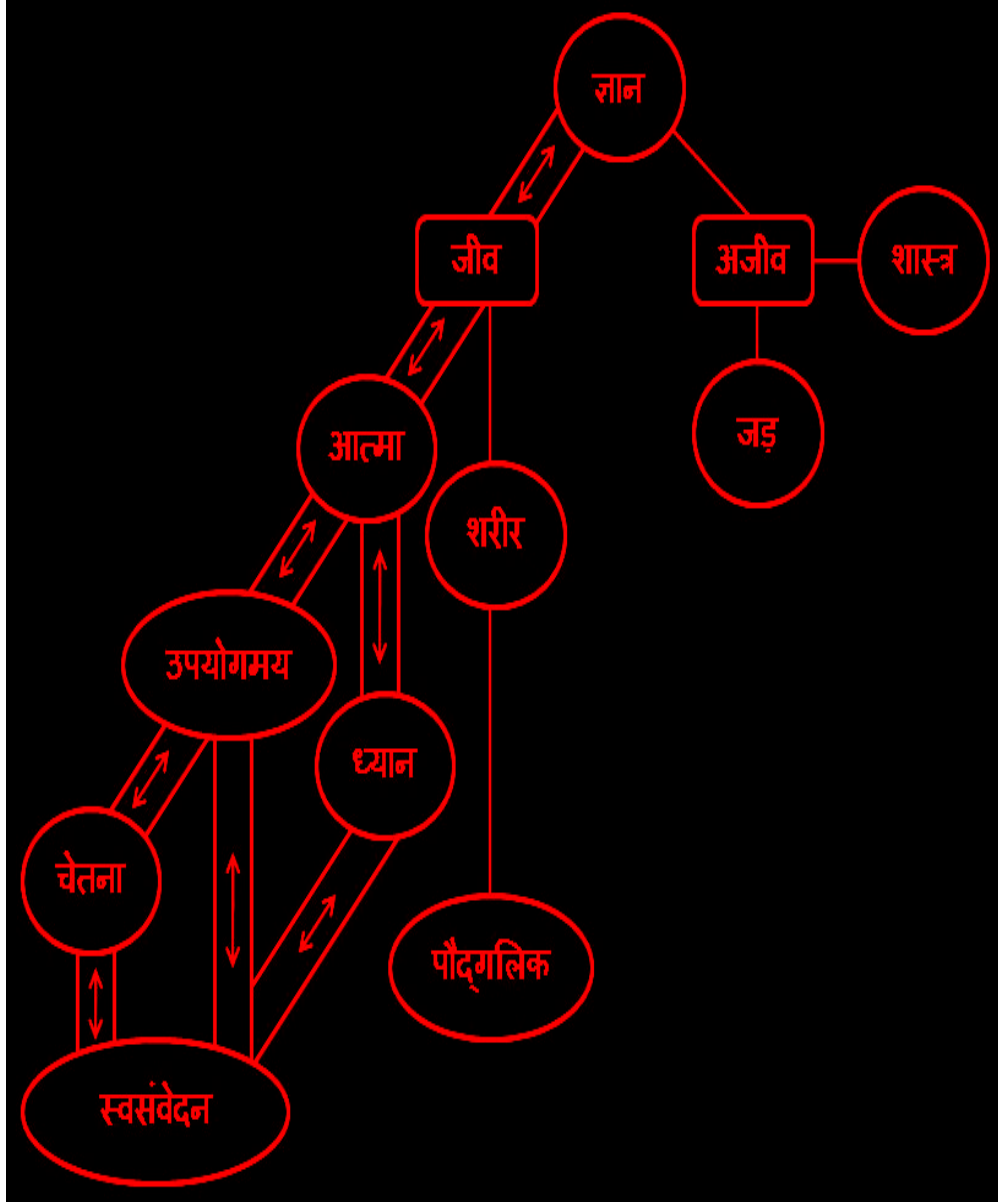 ज्ञान
जीव
अजीव
शास्त्र
आत्मा
जड़
शरीर
उपयोगमय
ध्यान
चेतना
पौद्‌गलिक
स्वसंवेदन